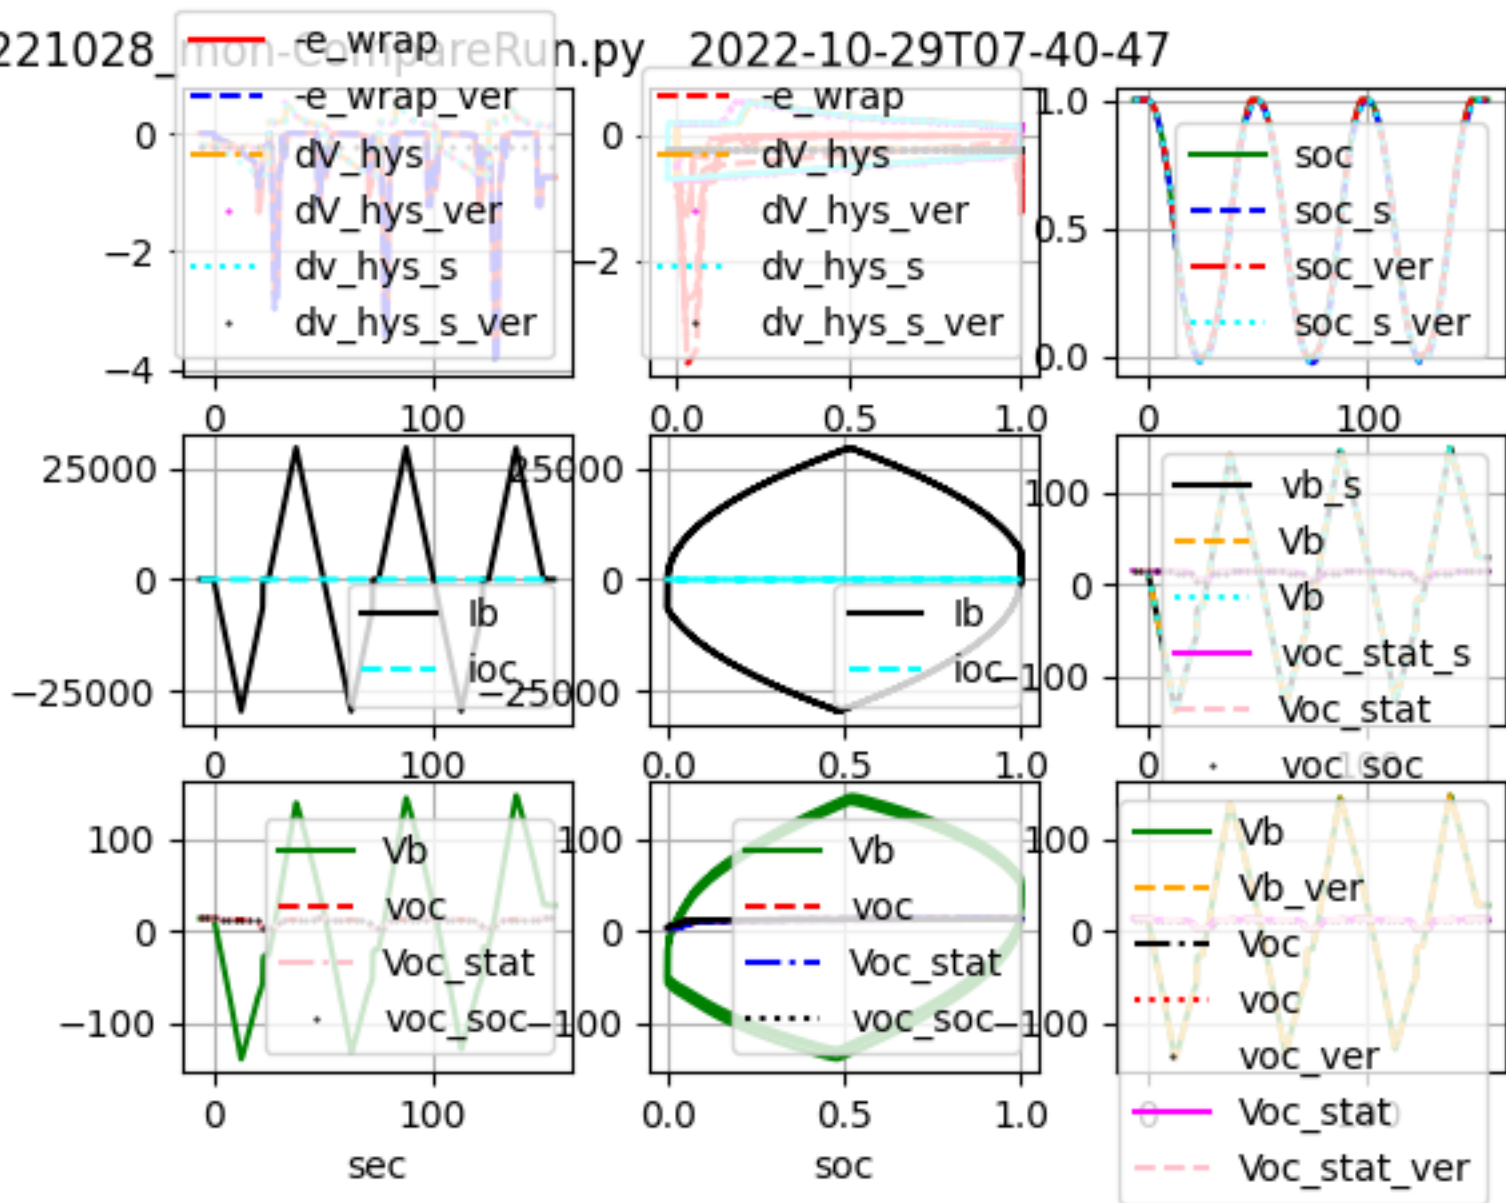 221028_mon-CompareRun.py 2022-10-29T07-40-47
-e_wrap
-e_wrap_ver
dV_hys
dV_hys_ver
dv_hys_s
dv_hys_s_ver
0
−2
−4
0
100
-e_wrap
dV_hys
dV_hys_ver
dv_hys_s
dv_hys_s_ver
0
−2
0.0
0.5
1.0
soc
soc_s
soc_ver
soc_s_ver
1.0
0.5
0.0
0
100
25000
0
−25000
Ib
ioc
0
100
25000
0
−25000
Ib
ioc
0.0
0.5
1.0
100
0
−100
vb_s
Vb
Vb
voc_stat_s
Voc_stat
voc_soc
0
100
100
0
−100
Vb
voc
Voc_stat
voc_soc
0
100
sec
100
0
−100
Vb
voc
Voc_stat
voc_soc
0.0
0.5
1.0
soc
100
0
−100
Vb
Vb_ver
Voc
voc
voc_ver
Voc_stat
Voc_stat_ver
0